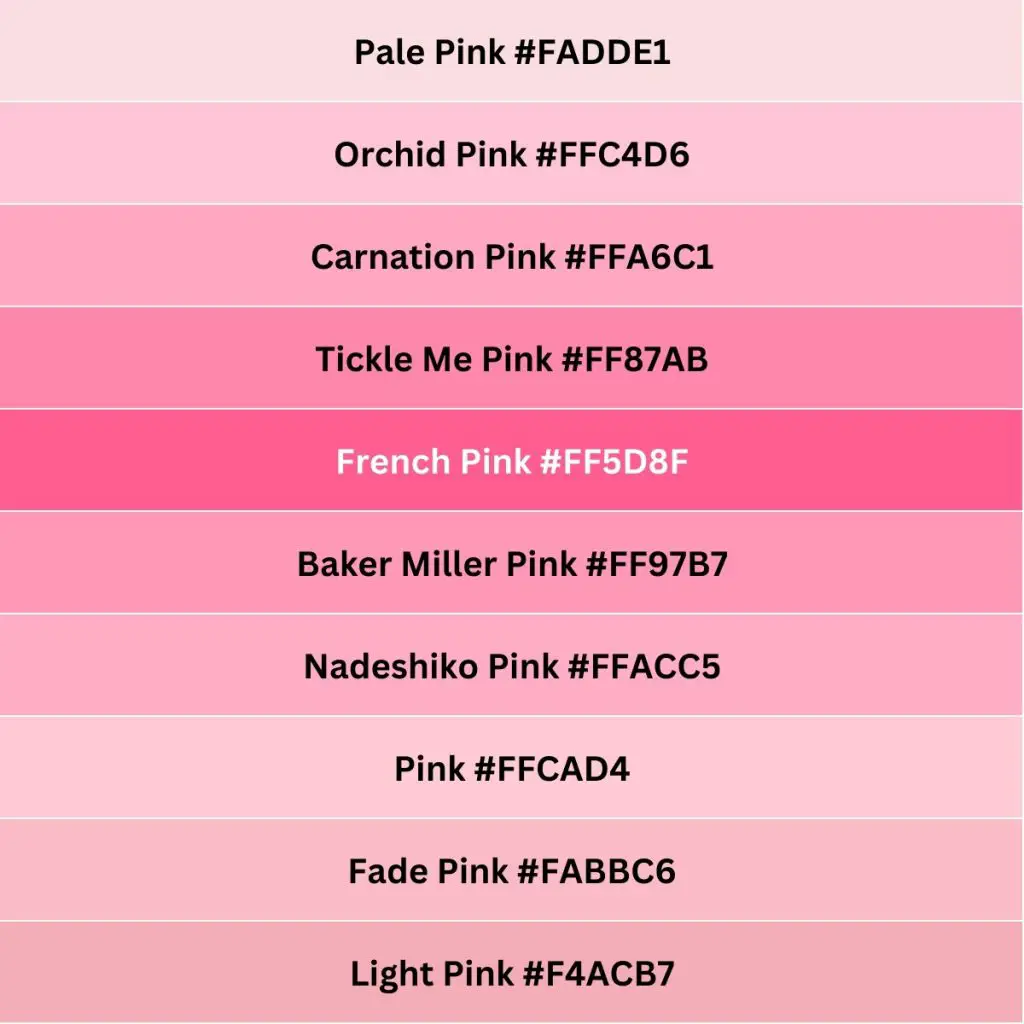 Pale Pink #FADDE1
Orchid Pink #FFC4D6
Carnation Pink #FFA6C1
Tickle Me Pink #FF87AB
French Pink #FF5D8F
Baker Miller Pink #FF97B7
Nadeshiko Pink #FFACC5
Pink #FFCAD4
Fade Pink #FABBC6
Light Pink #F4ACB7